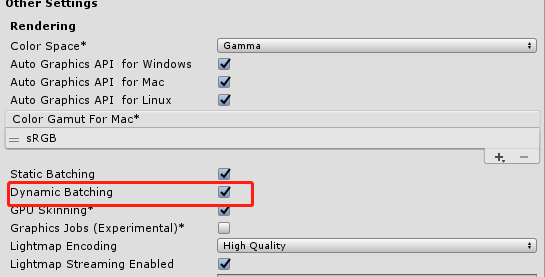 Other Settings
Rendering
Color Space* Gamma
Auto Graphics API  for Windows
Auto Graphics API  for Mac
Auto Graphics API  for Linux
Color Gamut For Mac*
sRGB
Static Batching
Dynamic Batching
GPU Skinning*
Graphics Jobs (Experimental)*
Lightmap Encoding High Quality
Lightmap Streaming Enabled